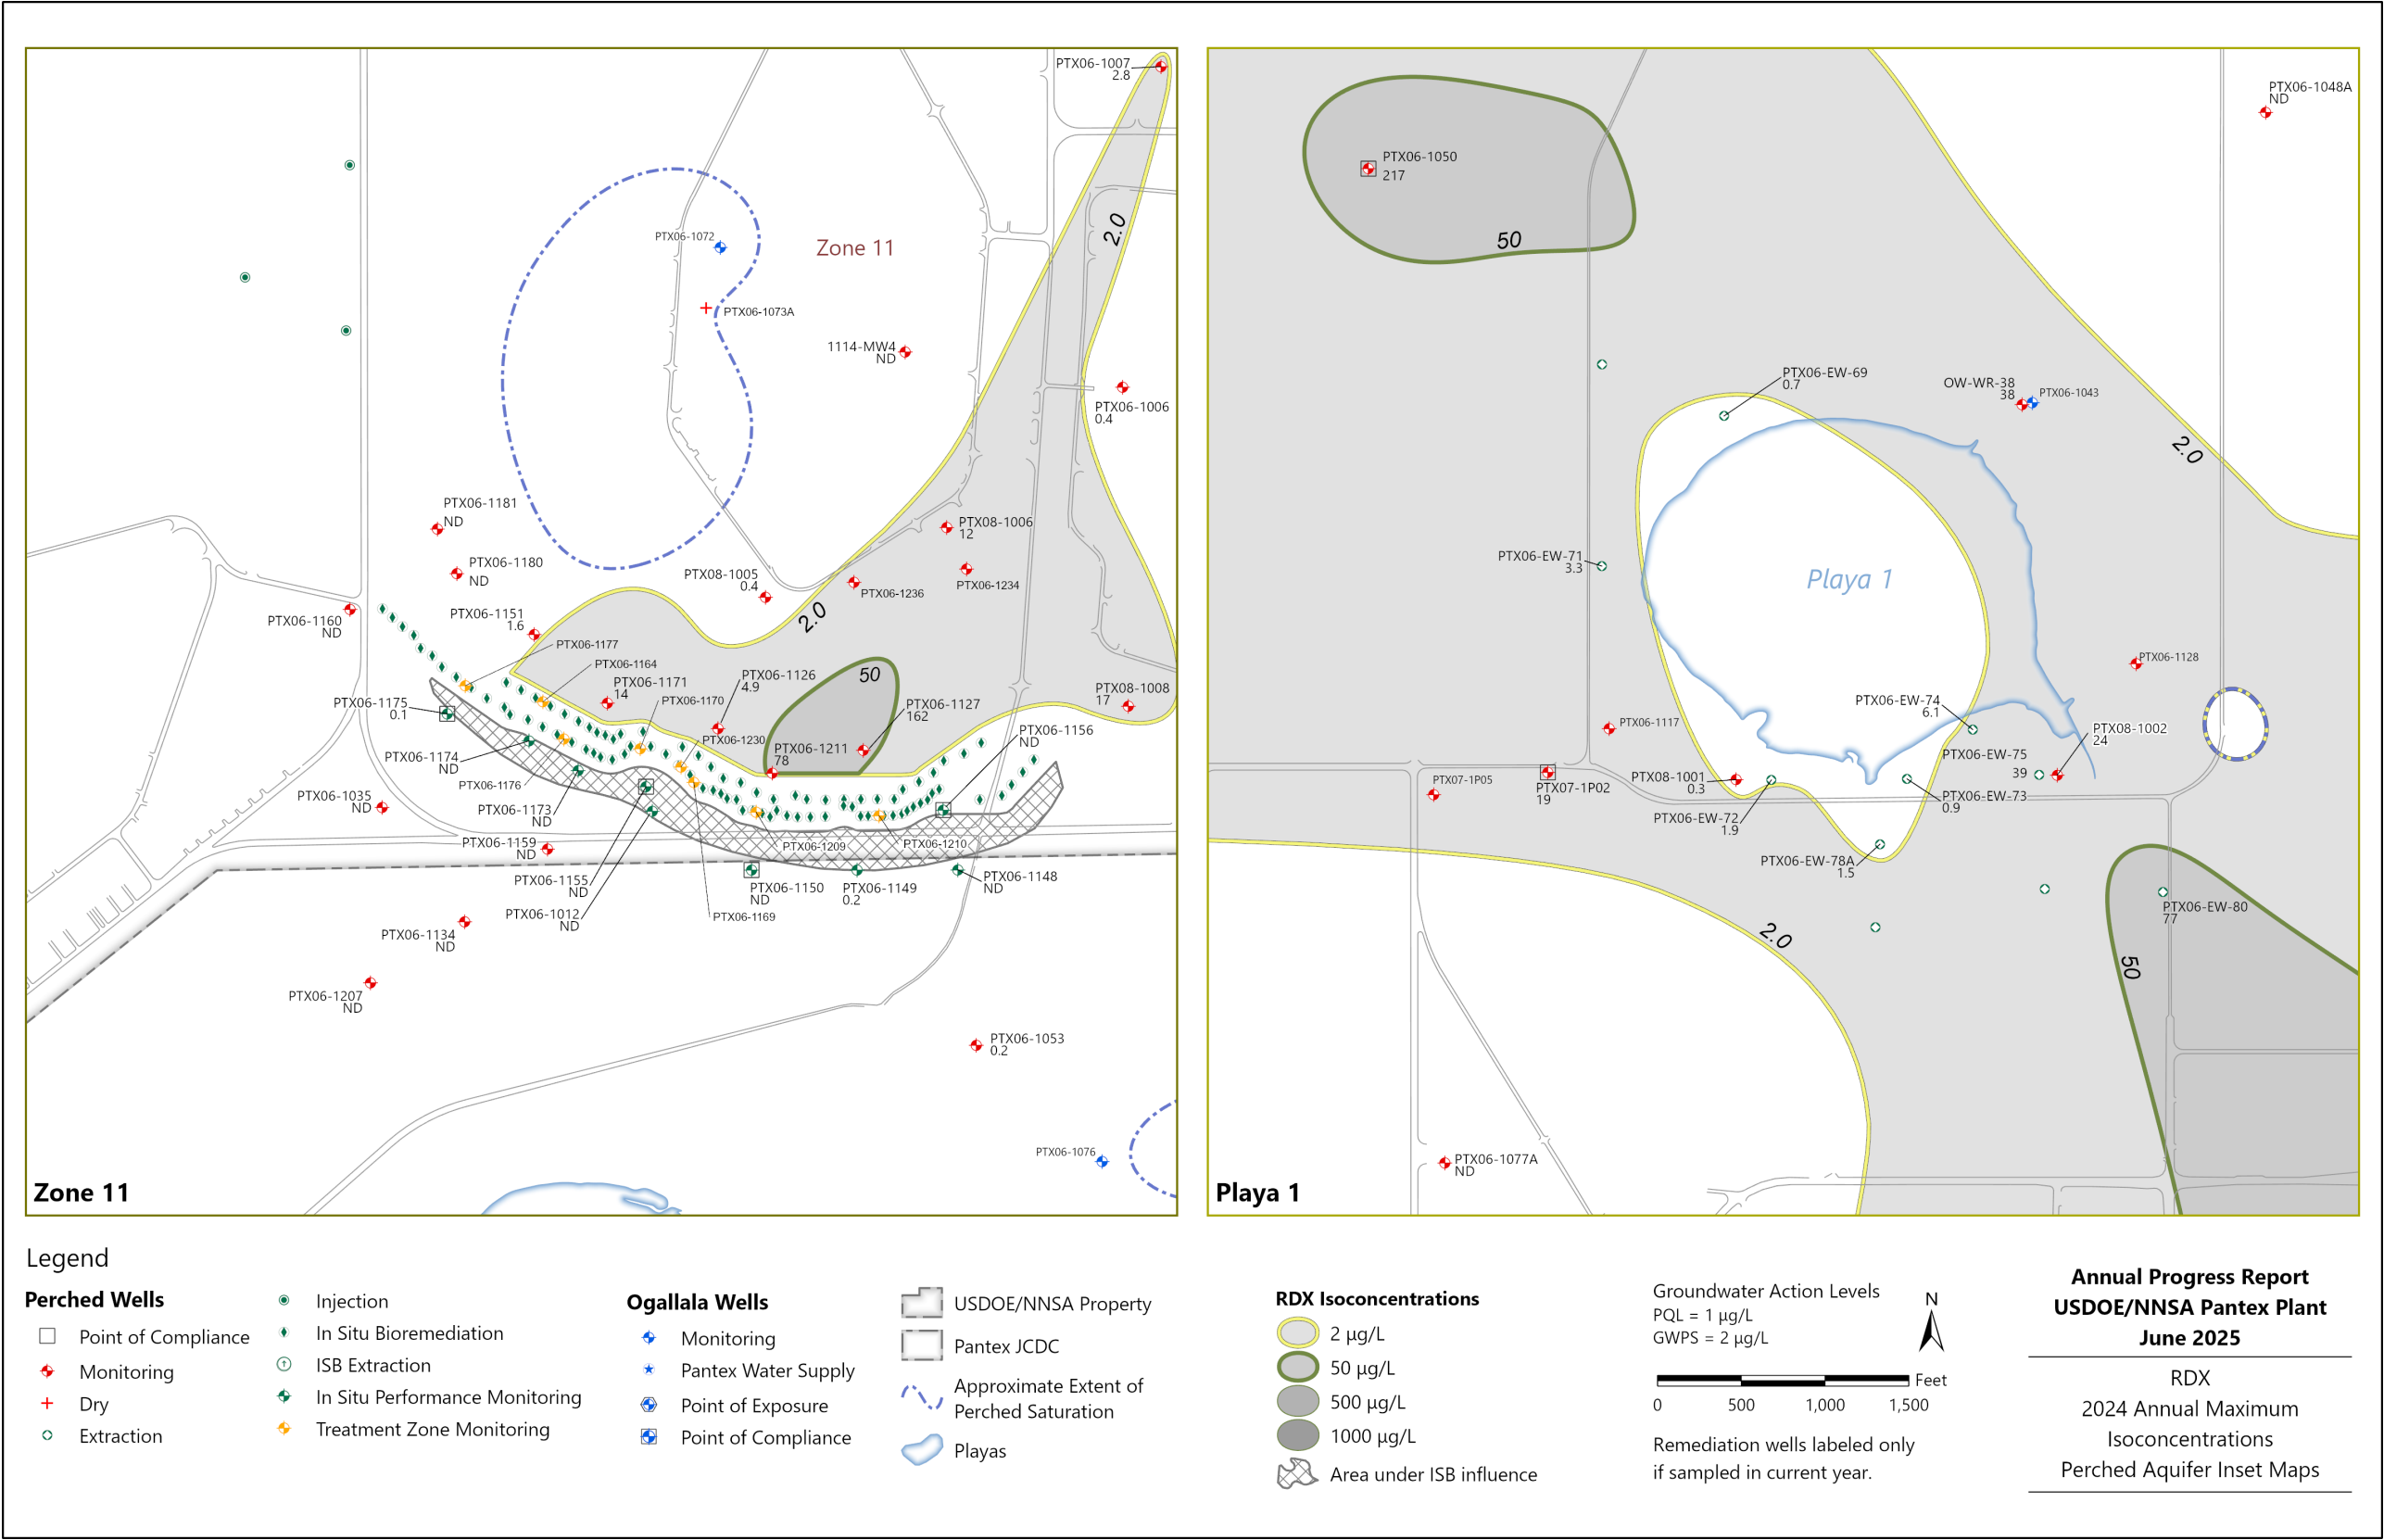 PTX06-1007
2.8
2.0
PTX06-1072
Zone 11
PTX06-1073A
1114-MW4
ND
PTX06-1006
0.4
PTX06-1181
ND
PTX08-1006
12
PTX06-1180
ND
PTX08-1005
0.4
PTX06-1234
PTX06-1236
PTX06-1160
ND
PTX06-1151
1.6
2.0
PTX06-1177
PTX06-1164
PTX06-1171
14
PTX06-1126
4.9
50
PTX06-1170
PTX08-1008
17
PTX06-1175
0.1
PTX06-1127
162
PTX06-1230
PTX06-1211
78
PTX06-1156
ND
PTX06-1174
ND
PTX06-1176
PTX06-1035
ND
PTX06-1173
ND
PTX06-1159
ND
PTX06-1209
PTX06-1210
PTX06-1155
ND
PTX06-1150
ND
PTX06-1149
0.2
PTX06-1148
ND
PTX06-1012
ND
PTX06-1169
PTX06-1134
ND
PTX06-1207
ND
PTX06-1053
0.2
PTX06-1076
Zone 11
PTX06-1048A
ND
PTX06-1050
217
50
PTX06-EW-69
0.7
OW-WR-38
38
PTX06-1043
2.0
PTX06-EW-71
3.3
Playa 1
PTX06-1128
PTX06-EW-74
6.1
PTX06-1117
PTX08-1002
24
PTX06-EW-75
39
PTX07-1P05
PTX07-1P02
19
PTX08-1001
0.3
PTX06-EW-73
0.9
PTX06-EW-72
1.9
PTX06-EW-78A
1.5
PTX06-EW-80
77
2.0
50
PTX06-1077A
ND
Playa 1
Legend
Perched Wells
Point of Compliance
Monitoring
Dry
Extraction
Injection
In Situ Bioremediation
ISB Extraction
In Situ Performance Monitoring
Treatment Zone Monitoring
Ogallala Wells
Monitoring
Pantex Water Supply
Point of Exposure
Point of Compliance
USDOE/NNSA Property
Pantex JCDC
Approximate Extent of
Perched Saturation
Playas
RDX Isoconcentrations
2 µg/L
50 µg/L
500 µg/L
1000 µg/L
Area under ISB influence
Groundwater Action Levels
PQL = 1 µg/L
GWPS = 2 µg/L
N
Feet
0 500 1,000 1,500
Remediation wells labeled only
if sampled in current year.
Annual Progress Report
USDOE/NNSA Pantex Plant
June 2025
RDX
2024 Annual Maximum
Isoconcentrations
Perched Aquifer Inset Maps